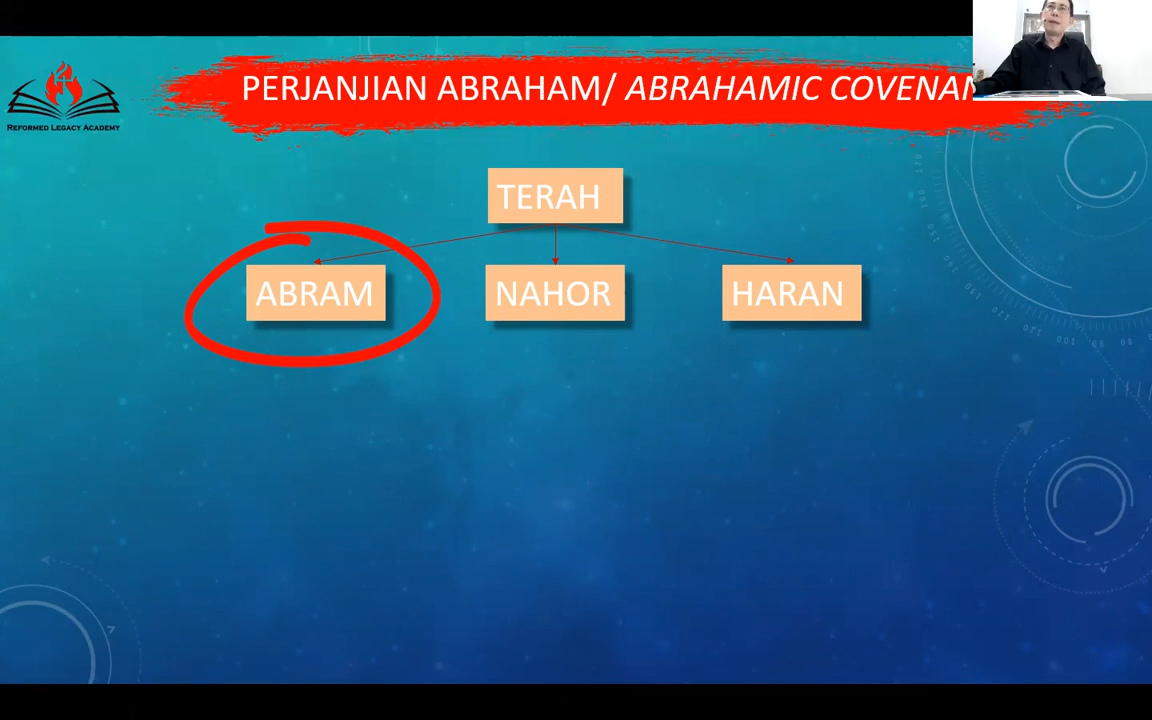 PERJANJIAN ABRAHAM/ ABRAHAMIC COVENAN
REFORMED LEGACY ACADEMY
TERAH
ABRAM NAHOR HARAN